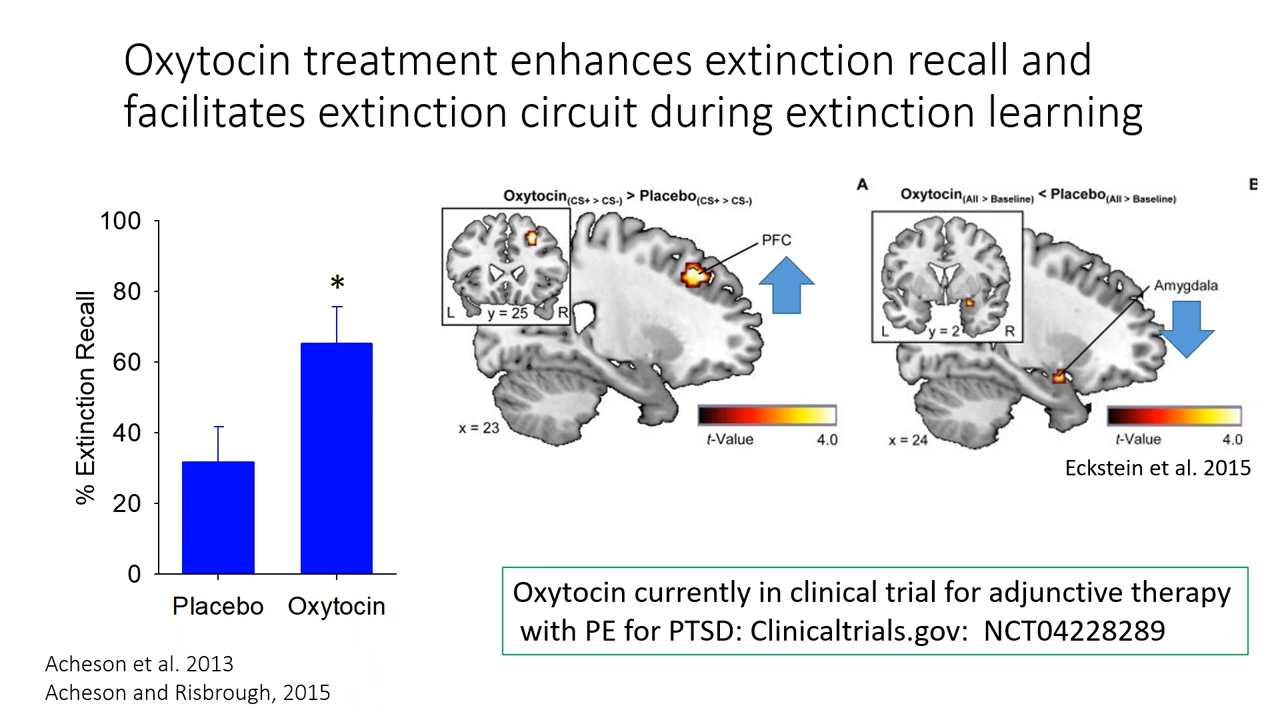 Oxytocin treatment enhances extinction recall and
facilitates extinction circuit during extinction learning
% Extinction Recall
100
80
60
40
20
0
*
Placebo
Oxytocin
Acheson et al. 2013
Acheson and Risbrough, 2015
Oxytocin(CS+ > CS-) > Placebo(CS+ > CS-)
PFC
L
y = 25
R
x = 23
t-Value
4.0
A
Oxytocin(All > Baseline) < Placebo(All > Baseline)
B
Amygdala
L
y = 2
R
x = 24
t-Value
4.0
Eckstein et al. 2015
Oxytocin currently in clinical trial for adjunctive therapy
with PE for PTSD: Clinicaltrials.gov: NCT04228289